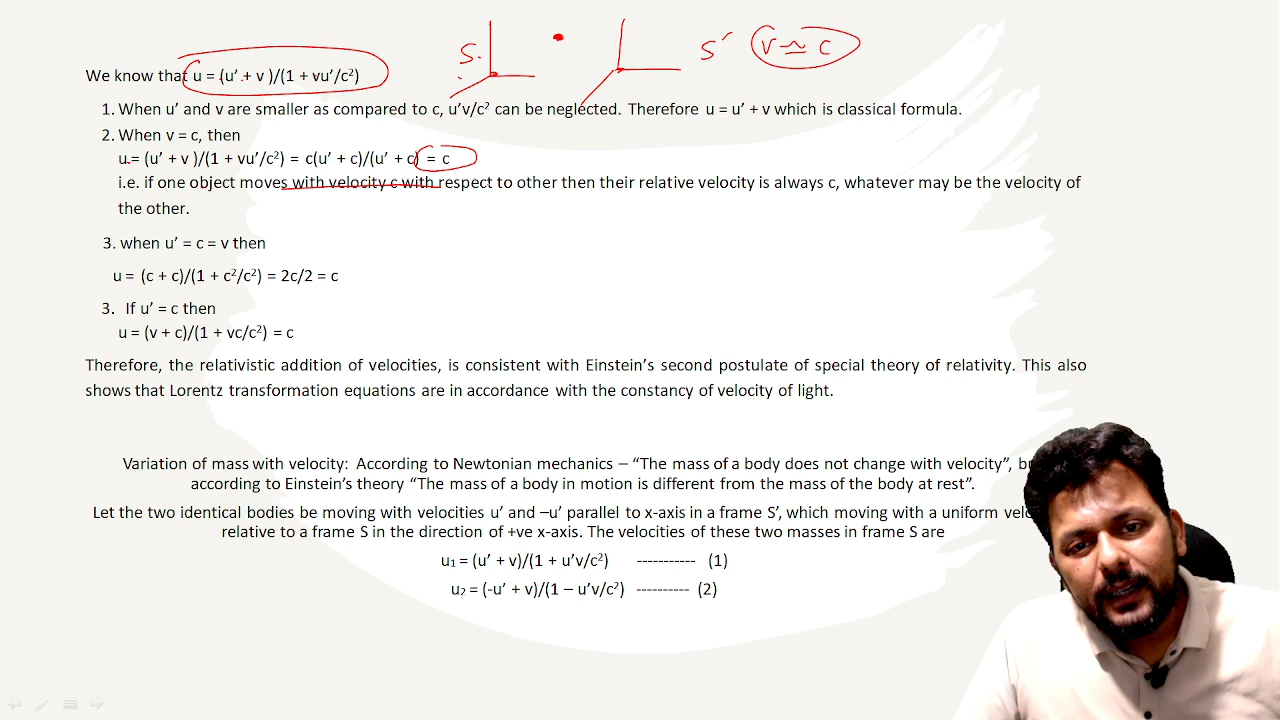 S. S′ v ≃ c
We know that u = (u’ + v )/(1 + vu’/c²)
1. When u’ and v are smaller as compared to c, u’v/c² can be neglected. Therefore u = u’ + v which is classical formula.
2. When v = c, then
u = (u’ + v )/(1 + vu’/c²) = c(u’ + c)/(u’ + c) = c
i.e. if one object moves with velocity c with respect to other then their relative velocity is always c, whatever may be the velocity of
the other.
3. when u’ = c = v then
u = (c + c)/(1 + c²/c²) = 2c/2 = c
3. If u’ = c then
u = (v + c)/(1 + vc/c²) = c
Therefore, the relativistic addition of velocities, is consistent with Einstein’s second postulate of special theory of relativity. This also
shows that Lorentz transformation equations are in accordance with the constancy of velocity of light.
Variation of mass with velocity: According to Newtonian mechanics – “The mass of a body does not change with velocity”,
according to Einstein’s theory “The mass of a body in motion is different from the mass of the body at rest”.
Let the two identical bodies be moving with velocities u’ and –u’ parallel to x-axis in a frame S’, which moving with a uniform
relative to a frame S in the direction of +ve x-axis. The velocities of these two masses in frame S are
u₁ = (u’ + v)/(1 + u’v/c²) ----------- (1)
u₂ = (-u’ + v)/(1 – u’v/c²) ---------- (2)